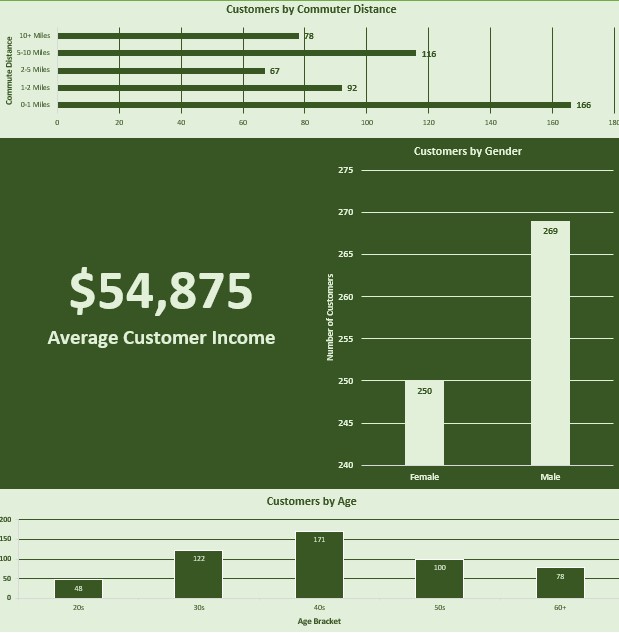 Customers by Commuter Distance
Commute Distance
10+ Miles
78
5-10 Miles
116
2-5 Miles
67
1-2 Miles
92
0-1 Miles
166
0 20 40 60 80 100 120 140 160 180
$54,875
Average Customer Income
Customers by Gender
Number of Customers
275
270
265
260
255
250
245
240
250
269
Female Male
Customers by Age
200
150
100
50
0
48 122 171 100 78
20s 30s 40s 50s 60+
Age Bracket